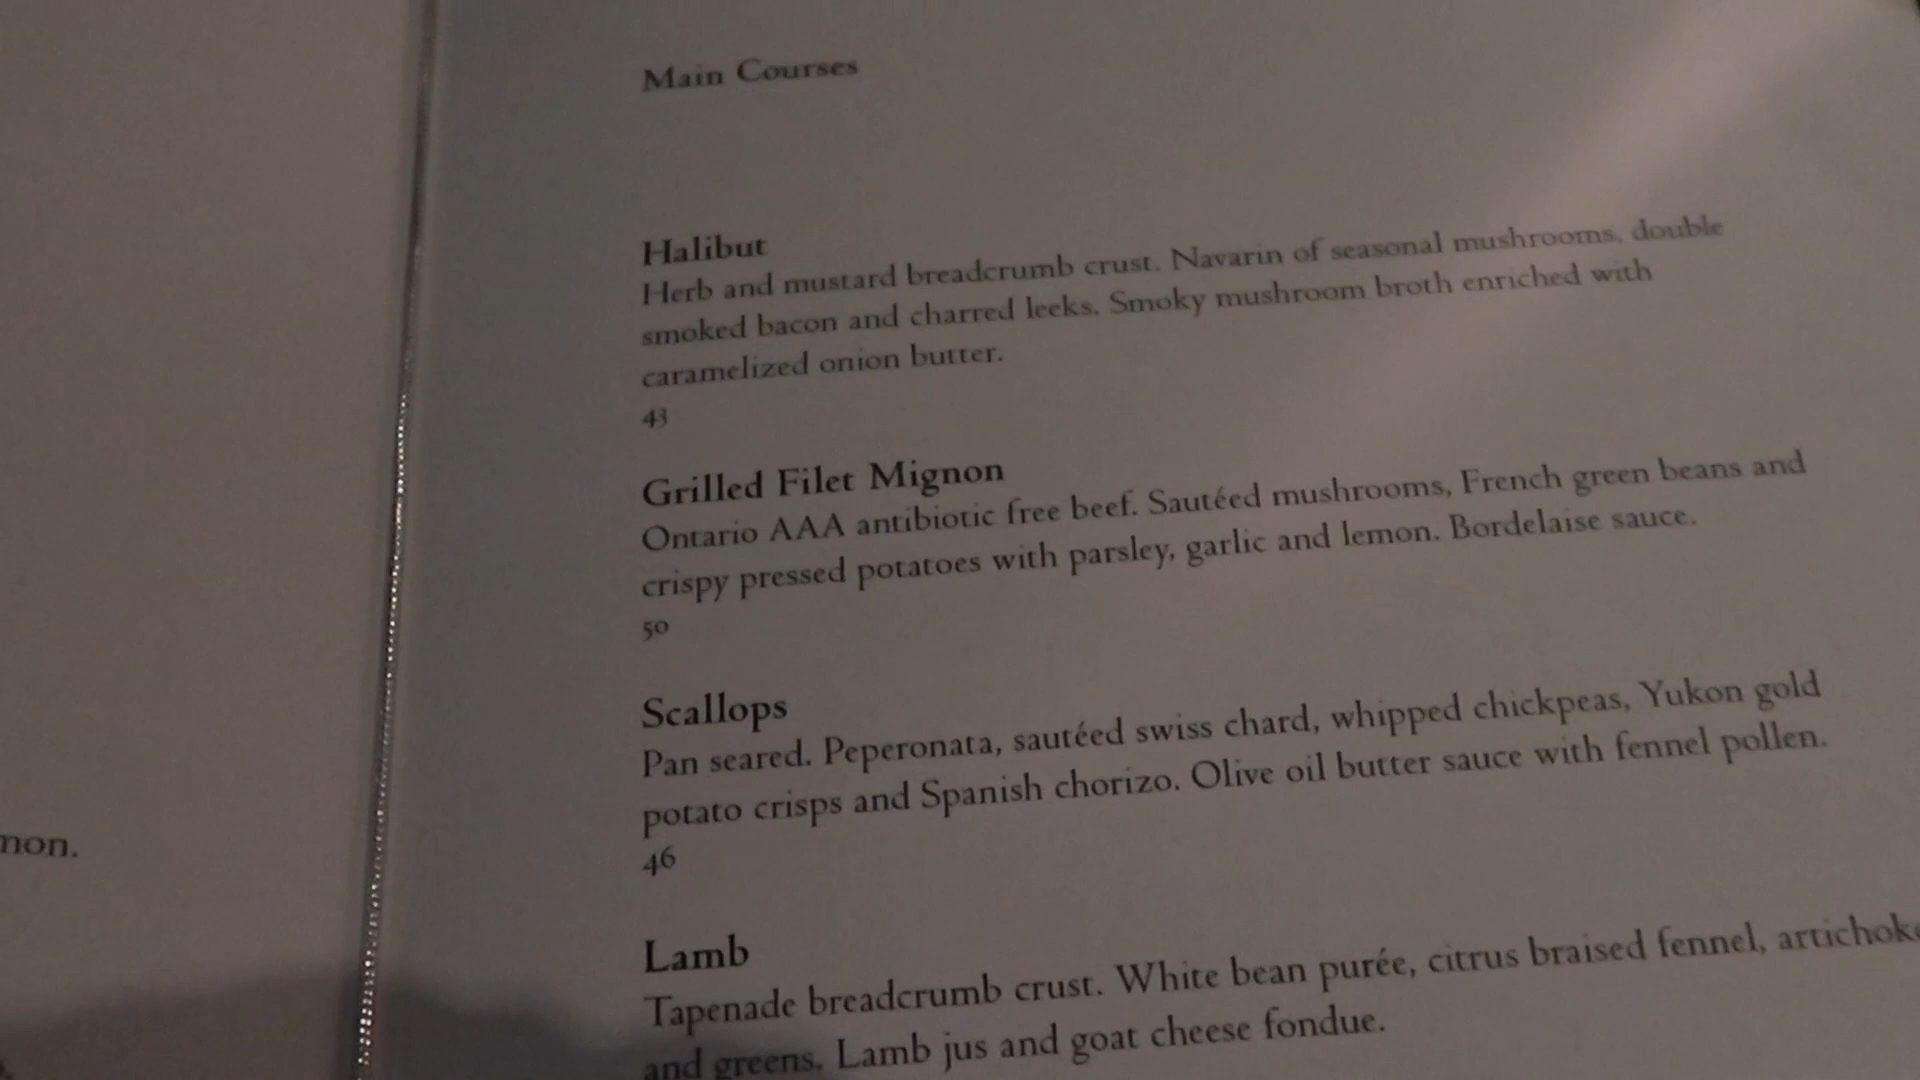 Main Courses
Halibut
Herb and mustard breadcrumb crust. Navarin of seasonal mushrooms, double
smoked bacon and charred leeks. Smoky mushroom broth enriched with
caramelized onion butter.
43
Grilled Filet Mignon
Ontario AAA antibiotic free beef. Sautéed mushrooms, French green beans and
crispy pressed potatoes with parsley, garlic and lemon. Bordelaise sauce.
50
Scallops
Pan seared. Peperonata, sautéed swiss chard, whipped chickpeas, Yukon gold
potato crisps and Spanish chorizo. Olive oil butter sauce with fennel pollen.
46
Lamb
Tapenade breadcrumb crust. White bean purée, citrus braised fennel, artichoke
and greens. Lamb jus and goat cheese fondue.